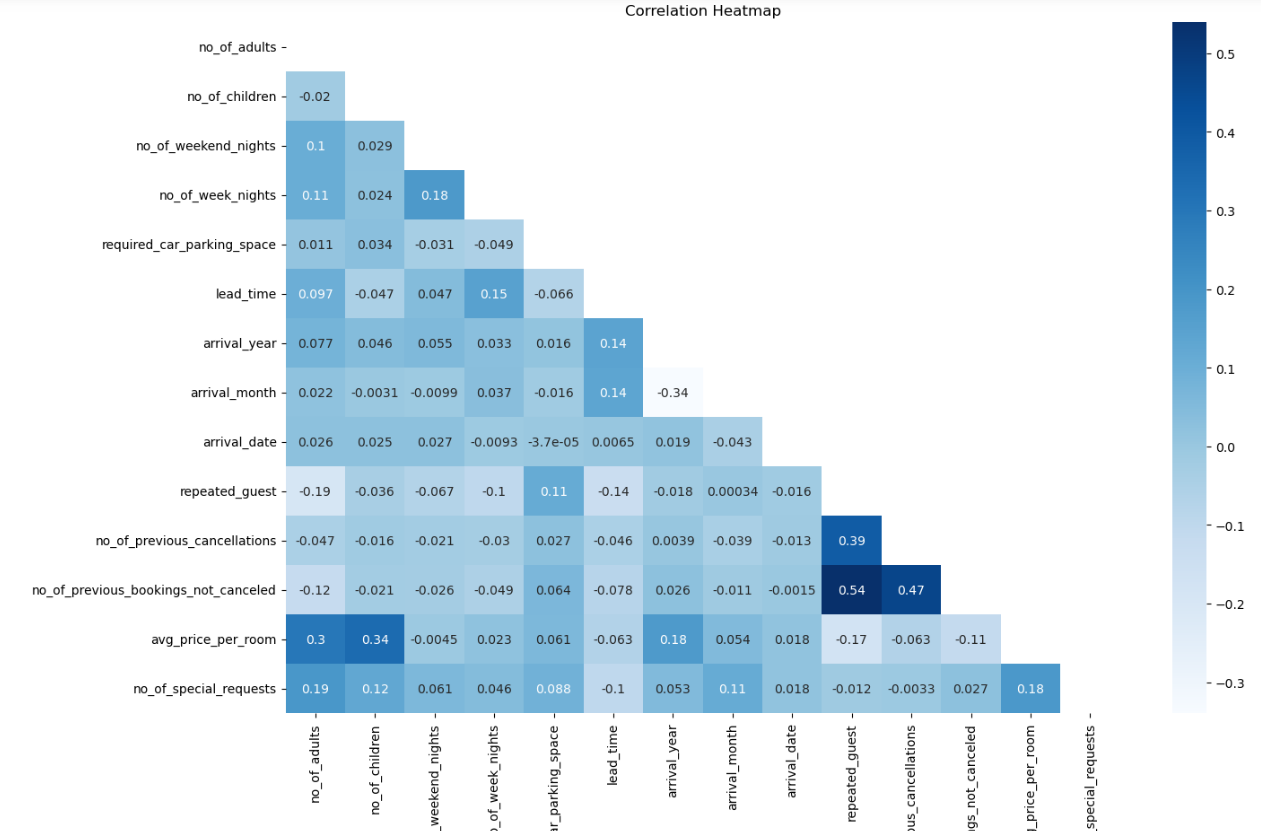 Correlation Heatmap
no_of_adults
no_of_children -0.02
no_of_weekend_nights 0.1 0.029
no_of_week_nights 0.11 0.024 0.18
required_car_parking_space 0.011 0.034 -0.031 -0.049
lead_time 0.097 -0.047 0.047 0.15 -0.066
arrival_year 0.077 0.046 0.055 0.033 0.016 0.14
arrival_month 0.022 -0.0031 -0.0099 0.037 -0.016 0.14 -0.34
arrival_date 0.026 0.025 0.027 -0.0093 -3.7e-05 0.0065 0.019 -0.043
repeated_guest -0.19 -0.036 -0.067 -0.1 0.11 -0.14 -0.018 0.00034 -0.016
no_of_previous_cancellations -0.047 -0.016 -0.021 -0.03 0.027 -0.046 0.0039 -0.039 -0.013 0.39
no_of_previous_bookings_not_canceled -0.12 -0.021 -0.026 -0.049 0.064 -0.078 0.026 -0.011 -0.0015 0.54 0.47
avg_price_per_room 0.3 0.34 -0.0045 0.023 0.061 -0.063 0.18 0.054 0.018 -0.17 -0.063 -0.11
no_of_special_requests 0.19 0.12 0.061 0.046 0.088 -0.1 0.053 0.11 0.018 -0.012 -0.0033 0.027 0.18
no_of_adults
no_of_children
_weekend_nights
o_of_week_nights
ar_parking_space
lead_time
arrival_year
arrival_month
arrival_date
repeated_guest
ous_cancellations
ngs_not_canceled
g_price_per_room
_special_requests
0.5
0.4
0.3
0.2
0.1
0.0
−0.1
−0.2
−0.3